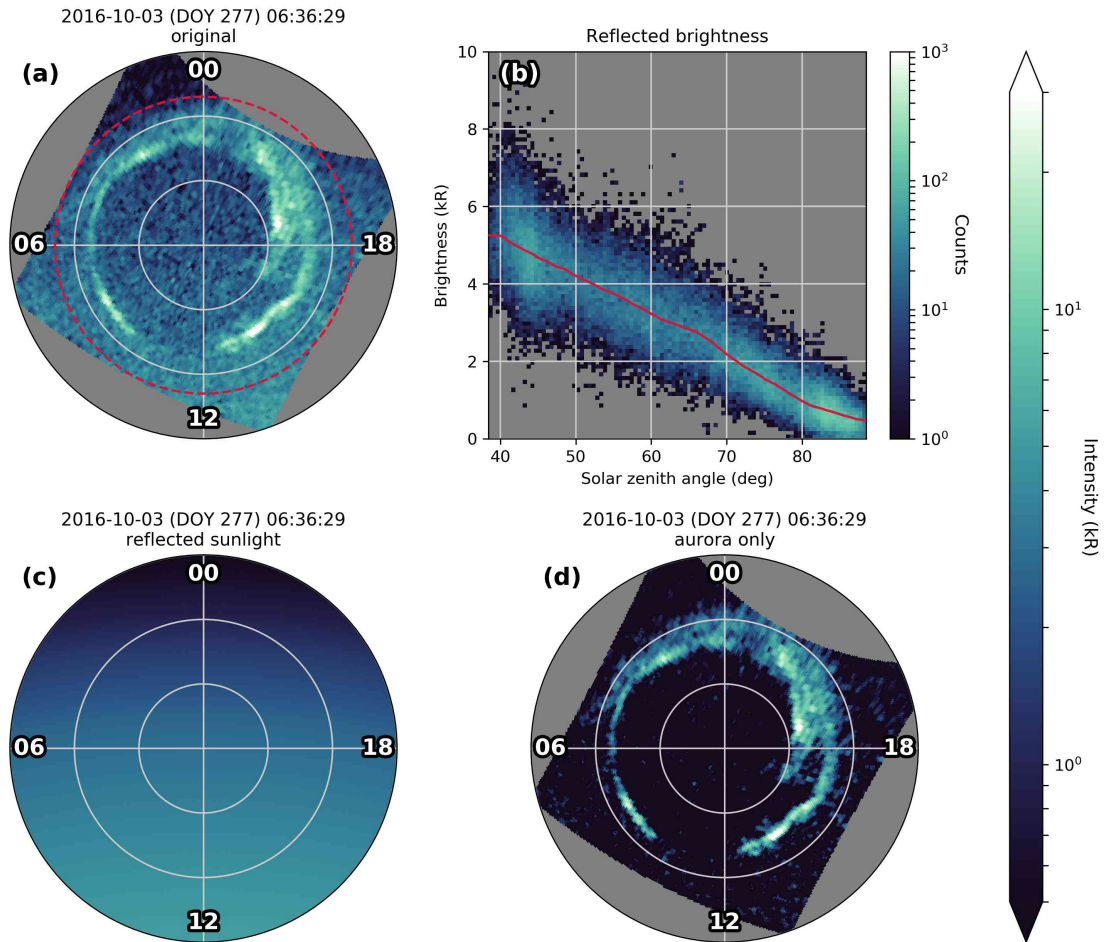 2016-10-03 (DOY 277) 06:36:29
original
(a)
00
06
18
12
Reflected brightness
(b)
10
8
6
4
2
0
Brightness (kR)
40
50
60
70
80
Solar zenith angle (deg)
10³
10²
10¹
10⁰
Counts
10¹
10⁰
Intensity (kR)
2016-10-03 (DOY 277) 06:36:29
reflected sunlight
(c)
00
06
18
12
2016-10-03 (DOY 277) 06:36:29
aurora only
(d)
00
06
18
12